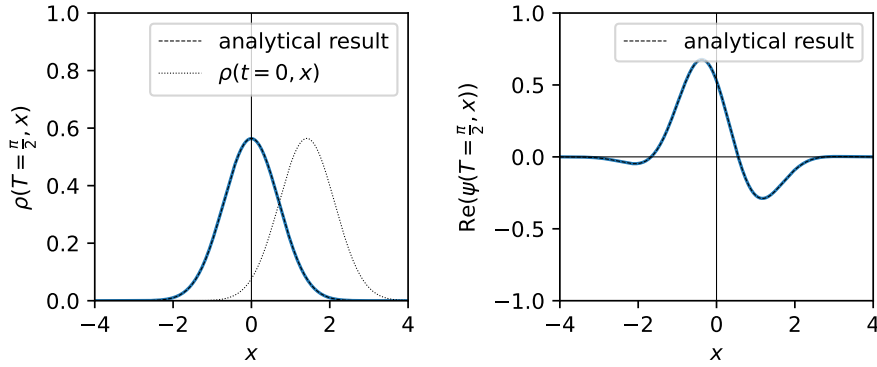 1.0
0.8
0.6
0.4
0.2
0.0
ρ(T = π/2, x)
analytical result
ρ(t = 0, x)
−4 −2 0 2 4
x
1.0
0.5
0.0
−0.5
−1.0
Re(ψ(T = π/2, x))
analytical result
−4 −2 0 2 4
x